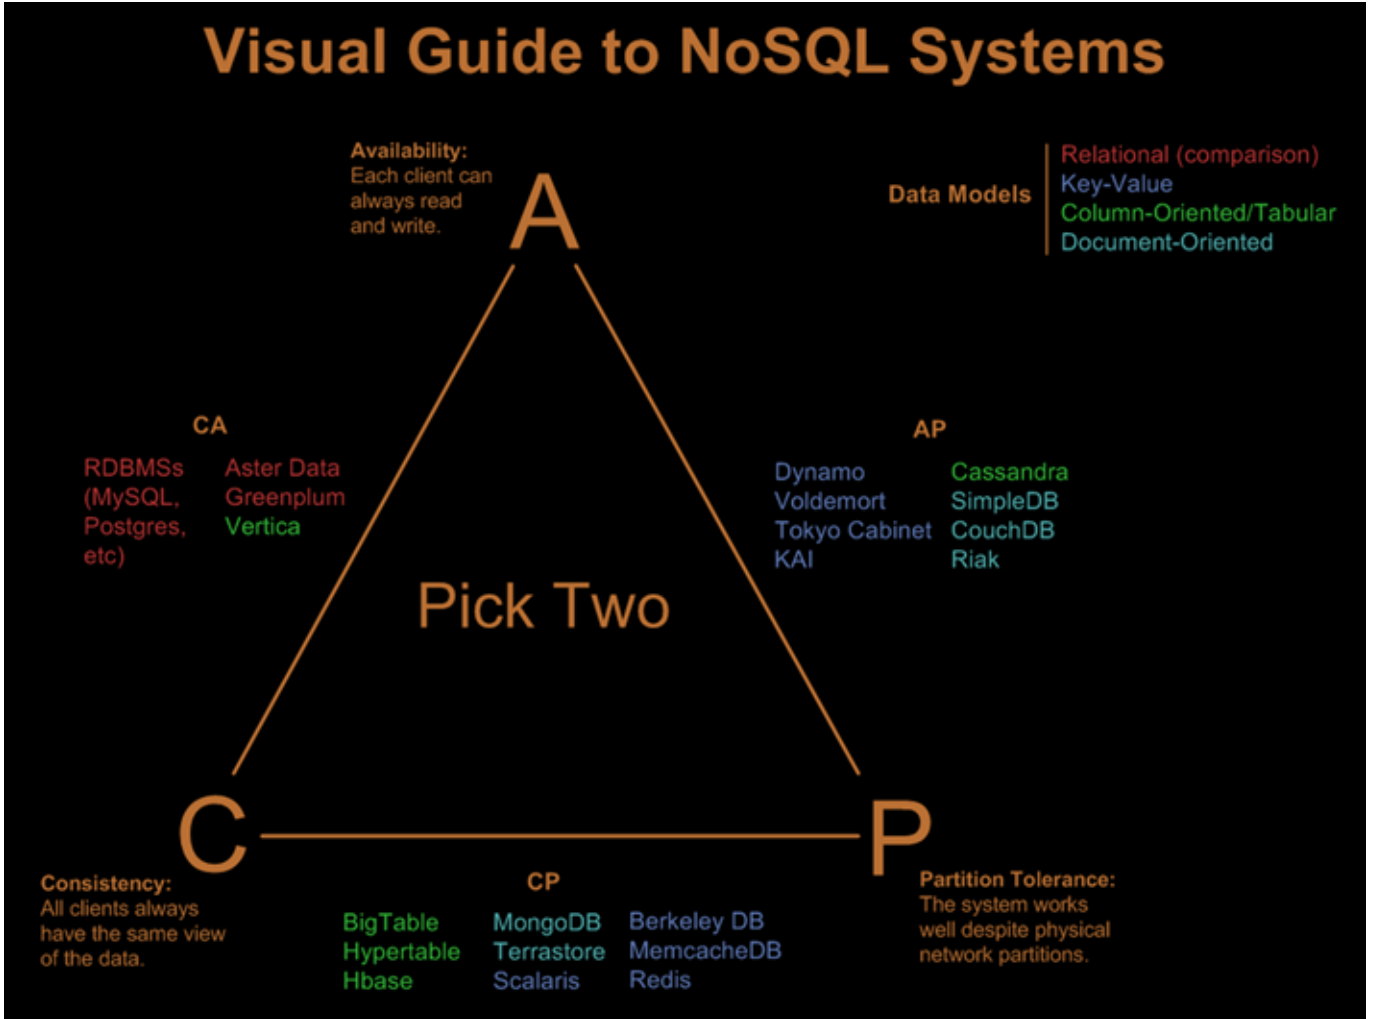 Visual Guide to NoSQL Systems
Availability:
Each client can
always read
and write.
A
Data Models
Relational (comparison)
Key-Value
Column-Oriented/Tabular
Document-Oriented
CA
RDBMSs
(MySQL,
Postgres,
etc)
Aster Data
Greenplum
Vertica
AP
Dynamo
Voldemort
Tokyo Cabinet
KAI
Cassandra
SimpleDB
CouchDB
Riak
Pick Two
C
P
Consistency:
All clients always
have the same view
of the data.
CP
BigTable
Hypertable
Hbase
MongoDB
Terrastore
Scalaris
Berkeley DB
MemcacheDB
Redis
Partition Tolerance:
The system works
well despite physical
network partitions.